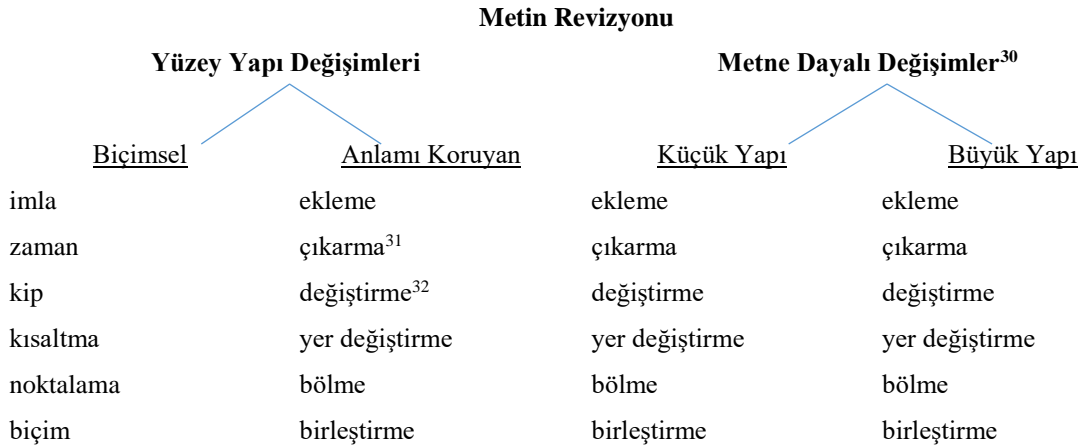 Metin Revizyonu
Yüzey Yapı Değişimleri Metne Dayalı Değişimler30
Biçimsel Anlamı Koruyan Küçük Yapı Büyük Yapı
imla ekleme ekleme ekleme
zaman çıkarma31 çıkarma çıkarma
kip değiştirme32 değiştirme değiştirme
kısaltma yer değiştirme yer değiştirme yer değiştirme
noktalama bölme bölme bölme
biçim birleştirme birleştirme birleştirme